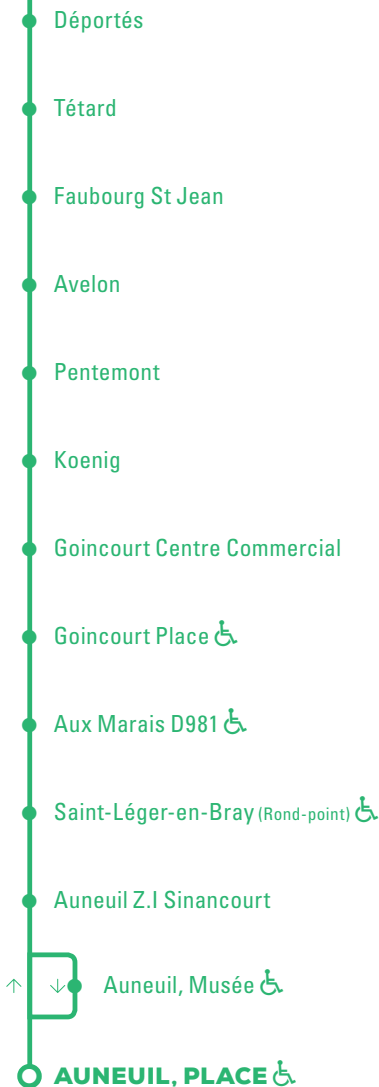 Déportés
Tétard
Faubourg St Jean
Avelon
Pentemont
Koenig
Goincourt Centre Commercial
Goincourt Place
Aux Marais D981
Saint-Léger-en-Bray (Rond-point)
Auneuil Z.I Sinancourt
Auneuil, Musée
AUNEUIL, PLACE